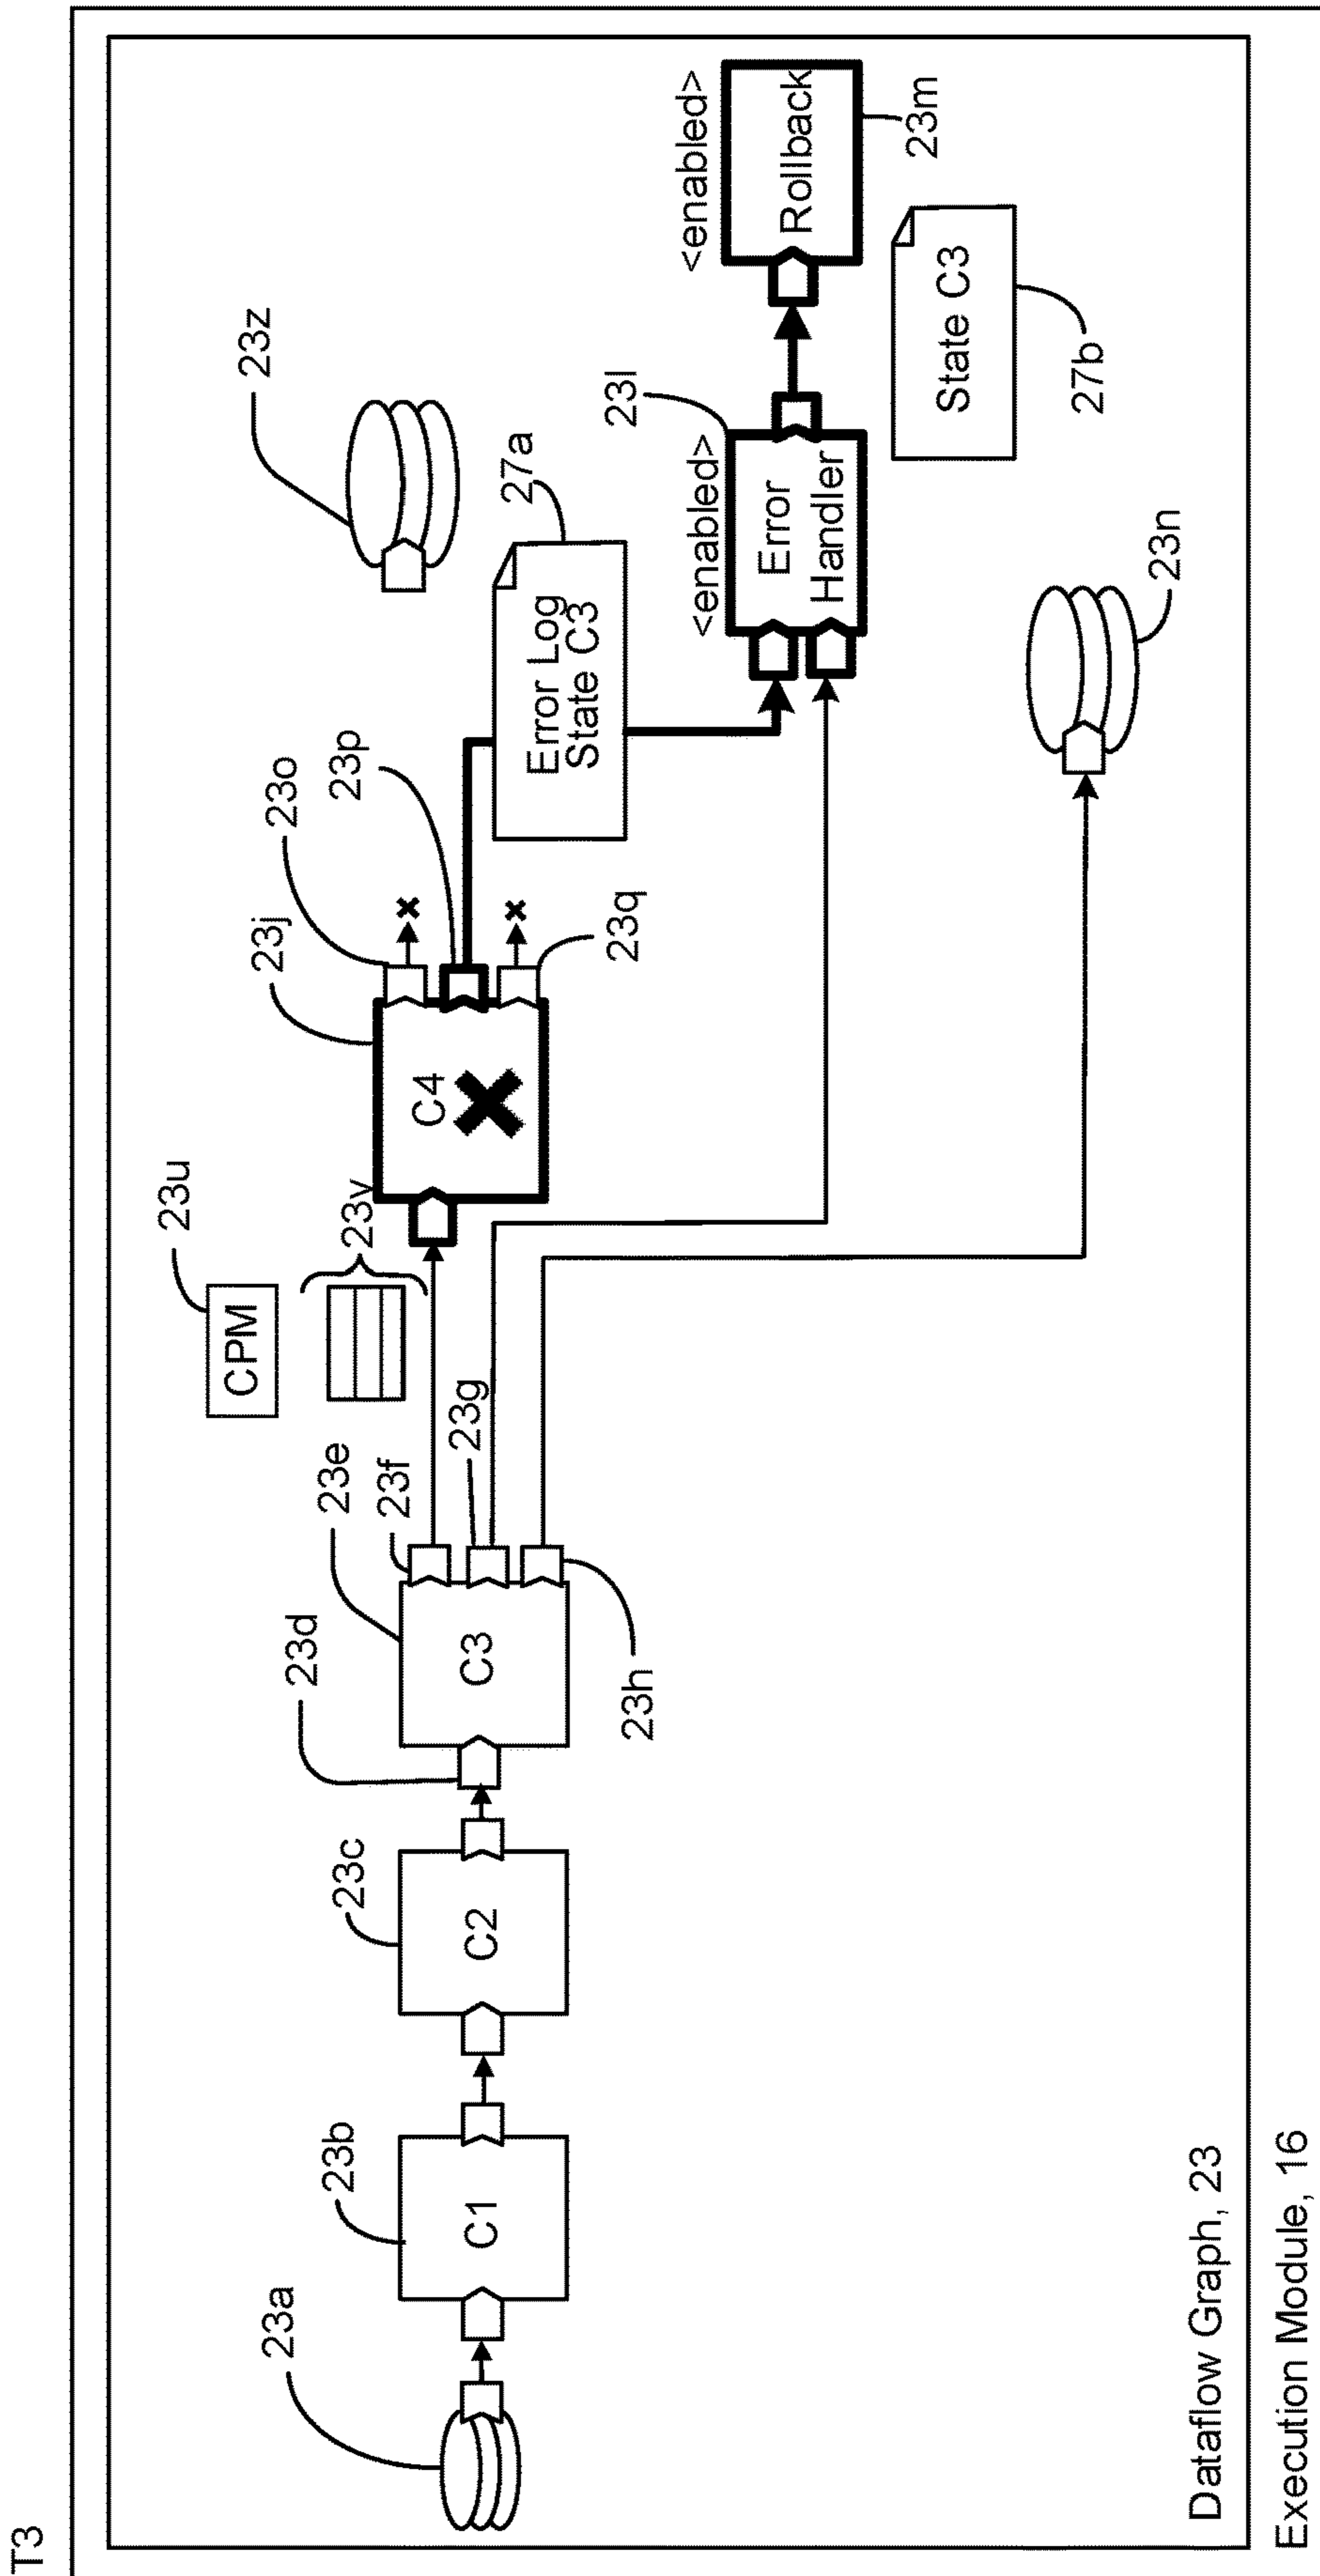 T3
23z
23u
CPM
23v
23j
23o
23p
27a
<enabled>
23a
23b
23c
23d
23e
23f
23g
C4
Error Log
State C3
23l
<enabled>
Rollback
C1
C2
C3
23h
23q
Error
Handler
23m
State C3
27b
23n
Dataflow Graph, 23
Execution Module, 16